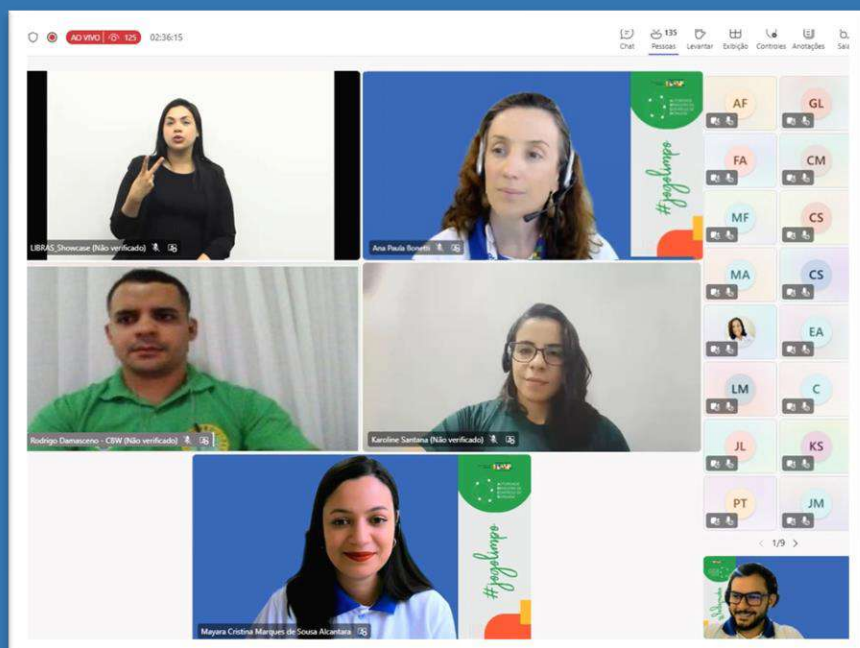 AO VIVO 125 02:36:15
135
Chat Pessoas Levantar Exibição Controles Anotações Sala
LIBRAS_Showcase (Não verificado)
Ana Paula Bonetti
#JogoLimpo
AF GL
FA CM
MF CS
MA CS
EA
LM C
JL KS
PT JM
1/9
Rodrigo Damasceno - CBW (Não verificado)
Karoline Santana (Não verificado)
Mayara Cristina Marques de Sousa Alcantara
#JogoLimpo